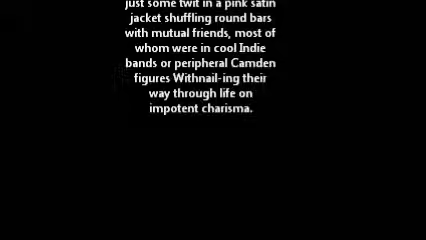 just some twit in a pink satin
jacket shuffling round bars
with mutual friends, most of
whom were in cool Indie
bands or peripheral Camden
figures Withnail-ing their
way through life on
impotent charisma.